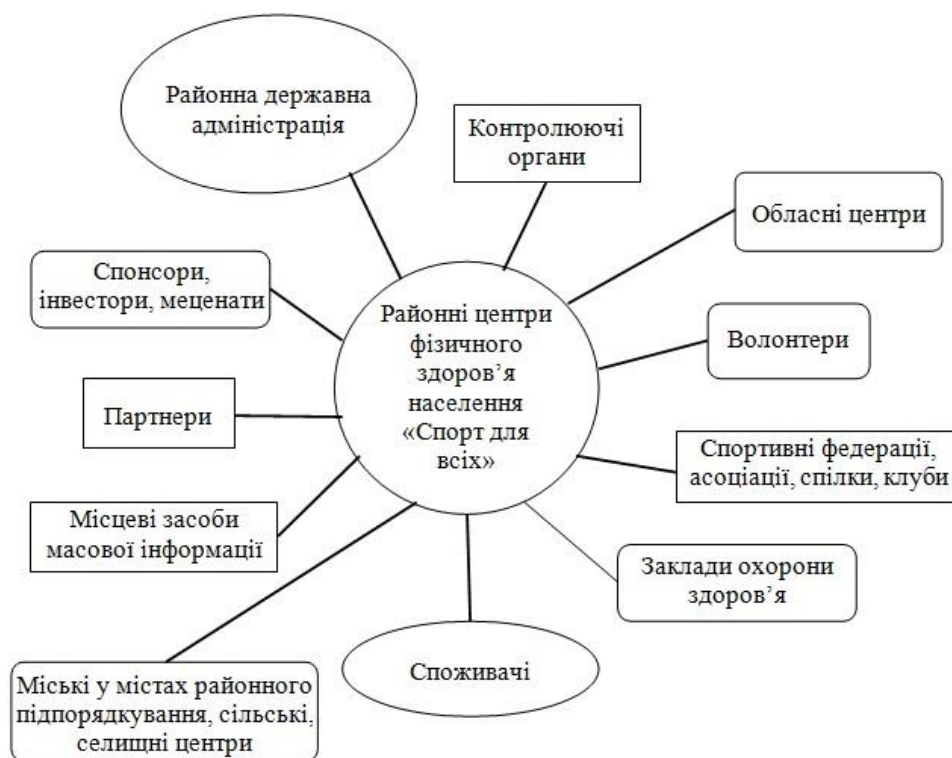 Районна державна
адміністрація
Контролюючі
органи
Обласні центри
Спонсори,
інвестори, меценати
Районні центри
фізичного
здоров’я
населення
«Спорт для
всіх»
Волонтери
Партнери
Спортивні федерації,
асоціації, спілки, клуби
Місцеві засоби
масової інформації
Заклади охорони
здоров’я
Споживачі
Міські у містах районного
підпорядкування, сільські,
селищні центри